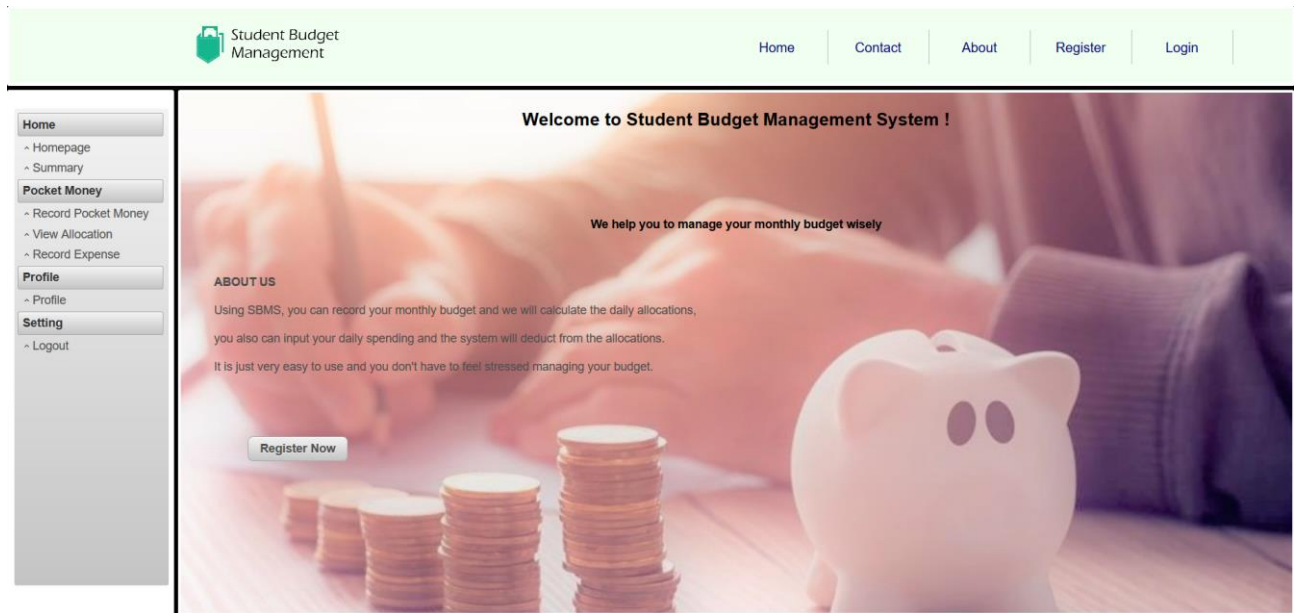 Student Budget
Management
Home
Contact
About
Register
Login
Home
^ Homepage
^ Summary
Pocket Money
^ Record Pocket Money
^ View Allocation
^ Record Expense
Profile
^ Profile
Setting
^ Logout
Welcome to Student Budget Management System !
We help you to manage your monthly budget wisely
ABOUT US
Using SBMS, you can record your monthly budget and we will calculate the daily allocations,
you also can input your daily spending and the system will deduct from the allocations.
It is just very easy to use and you don't have to feel stressed managing your budget.
Register Now